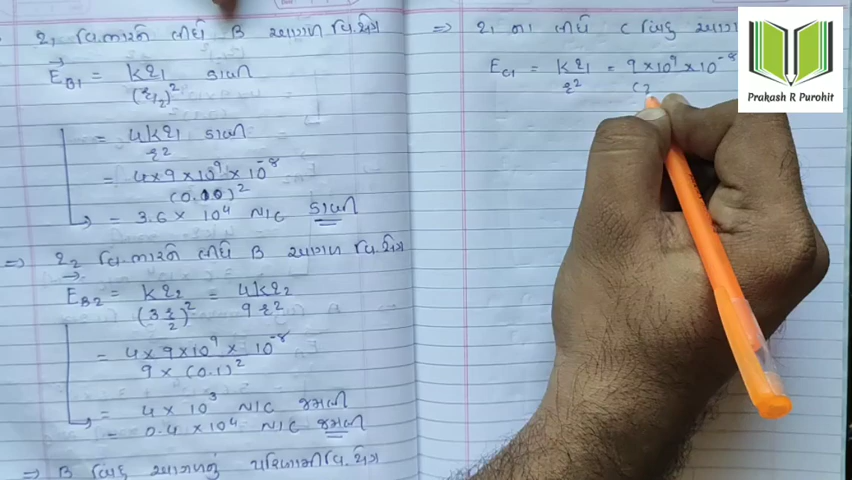 q₁ વિ.ભારને લીધે B આગળ વિ.ક્ષેત્ર
E⃗B1 = kq₁ / (r/2)² ડાબી
= 4kq₁ / r² ડાબી
= 4×9×10⁹×10⁻⁸ / (0.10)²
= 3.6×10⁴ N/C ડાબી
⇒ q₂ વિ.ભારને લીધે B આગળ વિ.ક્ષેત્ર
E⃗B2 = kq₂ / (3r/2)² = 4kq₂ / 9r²
= 4×9×10⁹×10⁻⁸ / 9×(0.1)²
= 4×10³ N/C જમણી
= 0.4×10⁴ N/C જમણી
⇒ B બિંદુ આગળનું પરિણામી વિ.ક્ષેત્ર
⇒ q₁ ના લીધે C બિંદુ
EC1 = kq₁ / r² = 9×10⁹×10⁻⁸ /
Prakash R Purohit